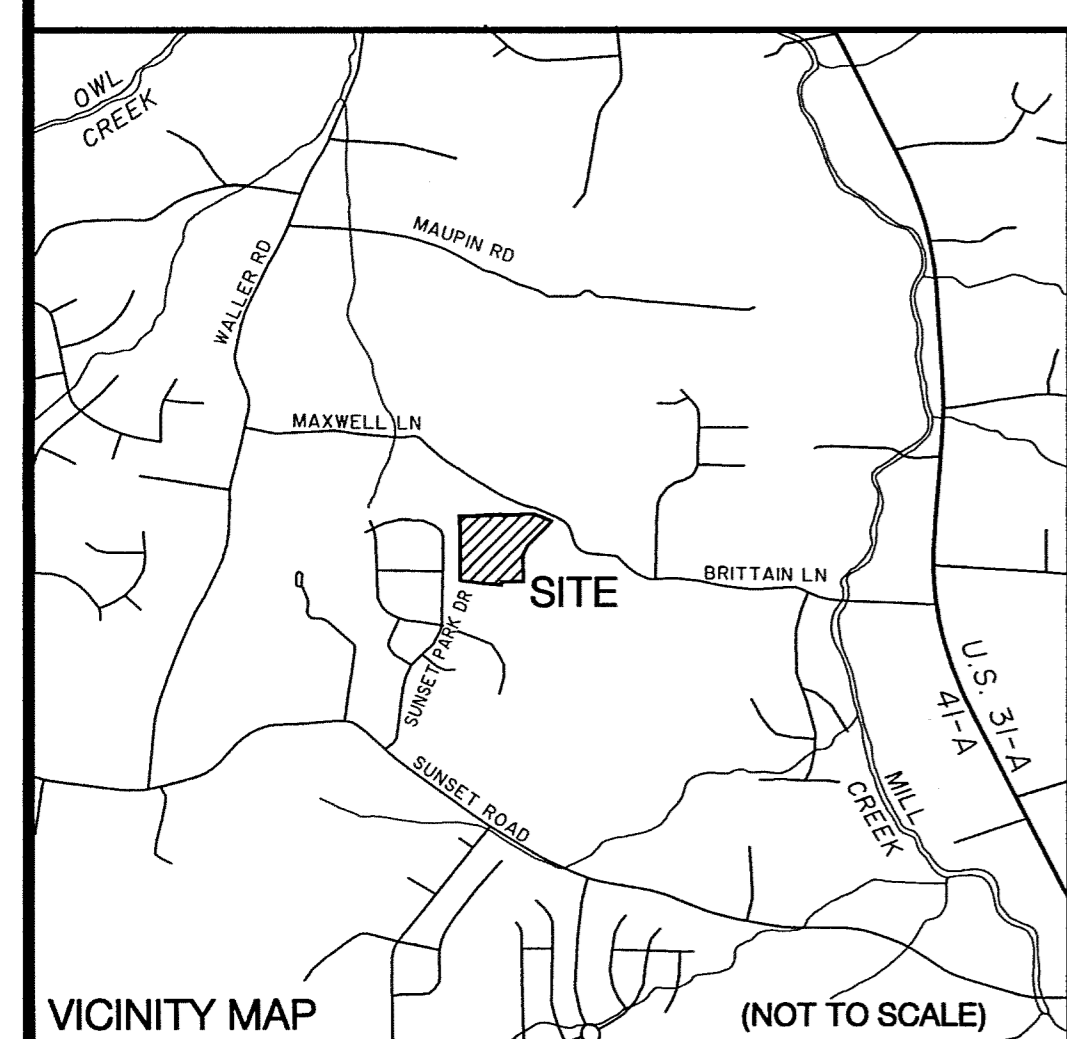 OWL
CREEK
MAUPIN RD
WALLER RD
MAXWELL LN
SITE
BRITTAIN LN
SUNSET PARK DR
U.S. 31-A
41-A
SUNSET ROAD
MILL
CREEK
VICINITY MAP
(NOT TO SCALE)